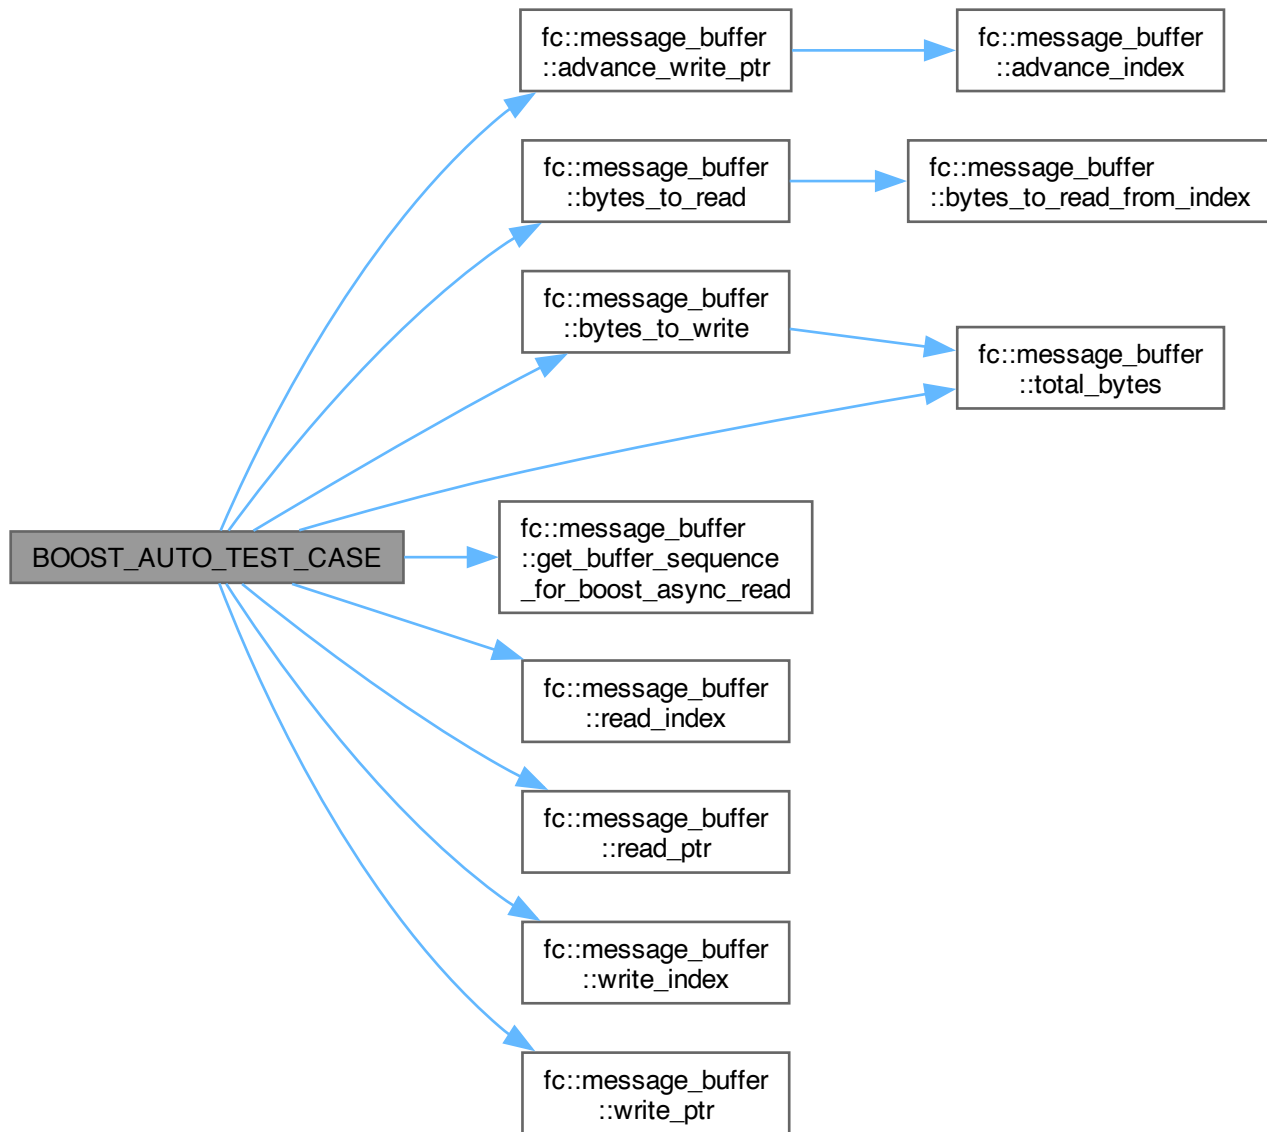 fc::message_buffer
::advance_write_ptr
fc::message_buffer
::advance_index
fc::message_buffer
::bytes_to_read
fc::message_buffer
::bytes_to_read_from_index
fc::message_buffer
::bytes_to_write
fc::message_buffer
::total_bytes
BOOST_AUTO_TEST_CASE
fc::message_buffer
::get_buffer_sequence
_for_boost_async_read
fc::message_buffer
::read_index
fc::message_buffer
::read_ptr
fc::message_buffer
::write_index
fc::message_buffer
::write_ptr